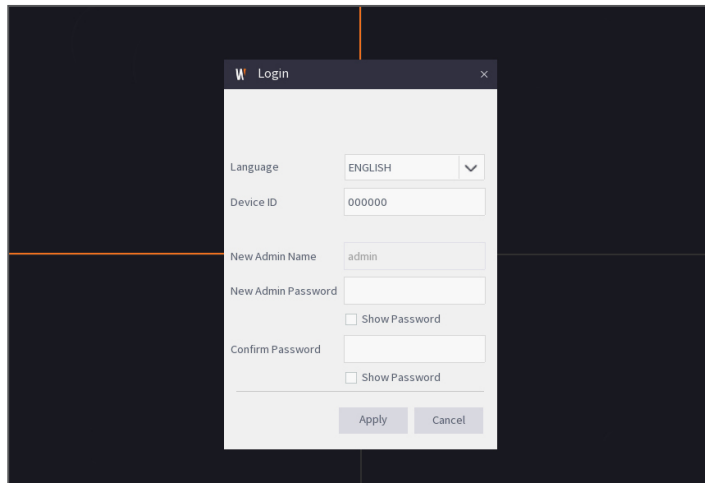 Login
Language ENGLISH
Device ID 000000
New Admin Name admin
New Admin Password
Show Password
Confirm Password
Show Password
Apply Cancel